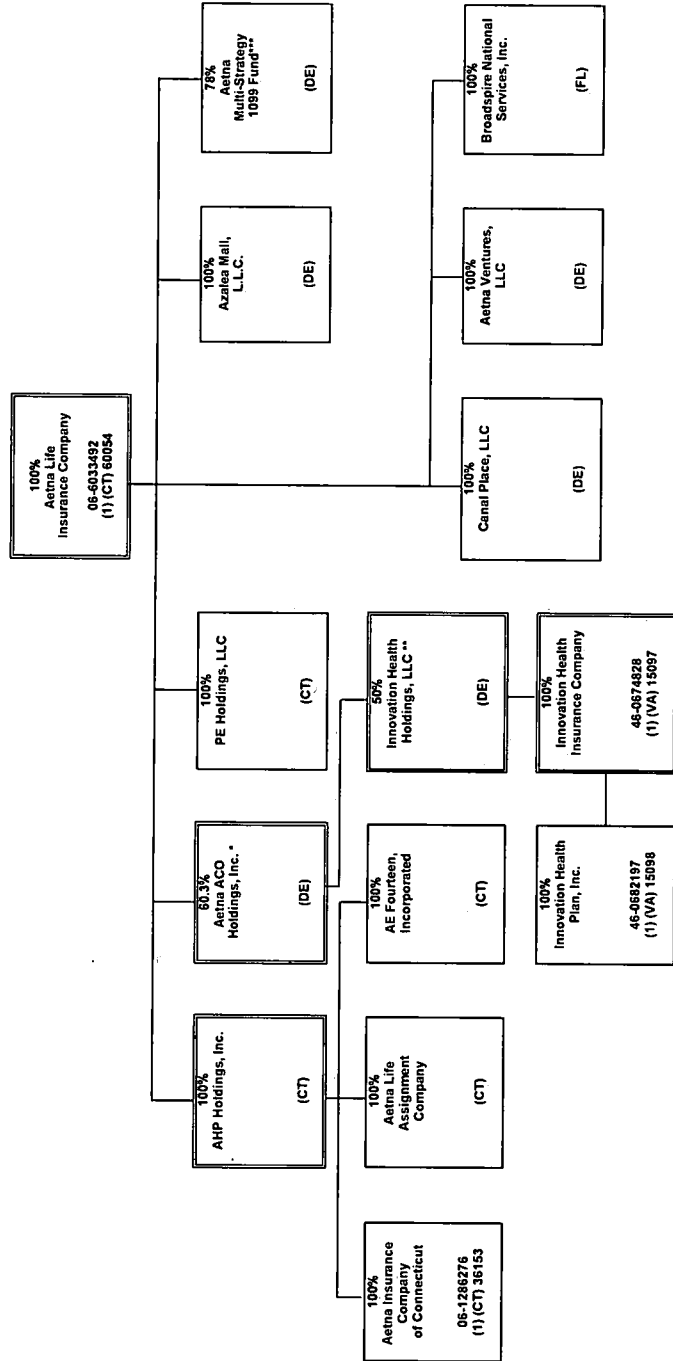 100%
Aetna Life
Insurance Company
06-6033492
(1) (CT) 60054
100%
AHP Holdings, Inc.
(CT)
60.3%
Aetna ACO
Holdings, Inc. *
(DE)
100%
PE Holdings, LLC
(CT)
100%
Azalea Mall,
L.L.C.
(DE)
78%
Aetna
Multi-Strategy
1099 Fund***
(DE)
100%
Aetna Insurance
Company
of Connecticut
06-1286276
(1) (CT) 36153
100%
Aetna Life
Assignment
Company
(CT)
100%
AE Fourteen,
Incorporated
(CT)
50%
Innovation Health
Holdings, LLC **
(DE)
100%
Canal Place, LLC
(DE)
100%
Aetna Ventures,
LLC
(DE)
100%
Broadspire National
Services, Inc.
(FL)
100%
Innovation Health
Plan, Inc.
46-0682197
(1) (VA) 15098
100%
Innovation Health
Insurance Company
46-0674828
(1) (VA) 15097